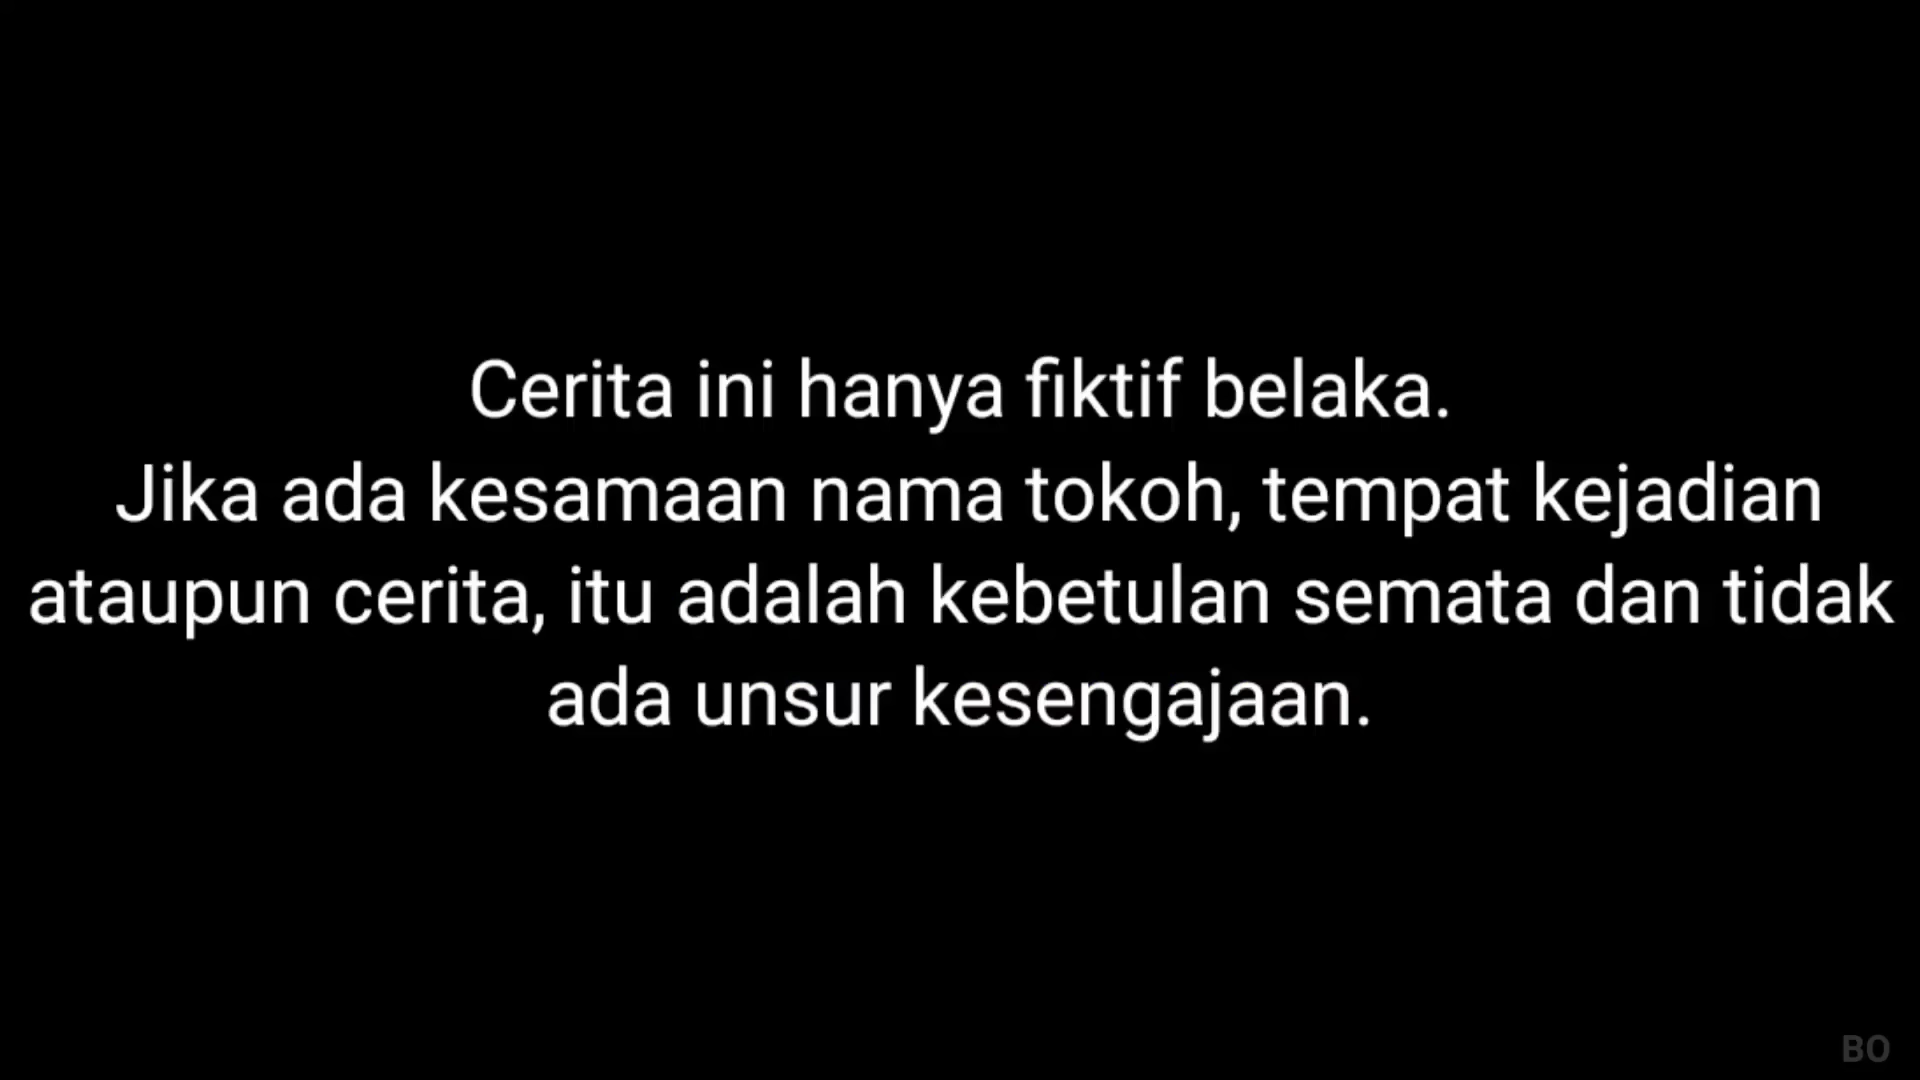 Cerita ini hanya fiktif belaka.
Jika ada kesamaan nama tokoh, tempat kejadian
ataupun cerita, itu adalah kebetulan semata dan tidak
ada unsur kesengajaan.
BO